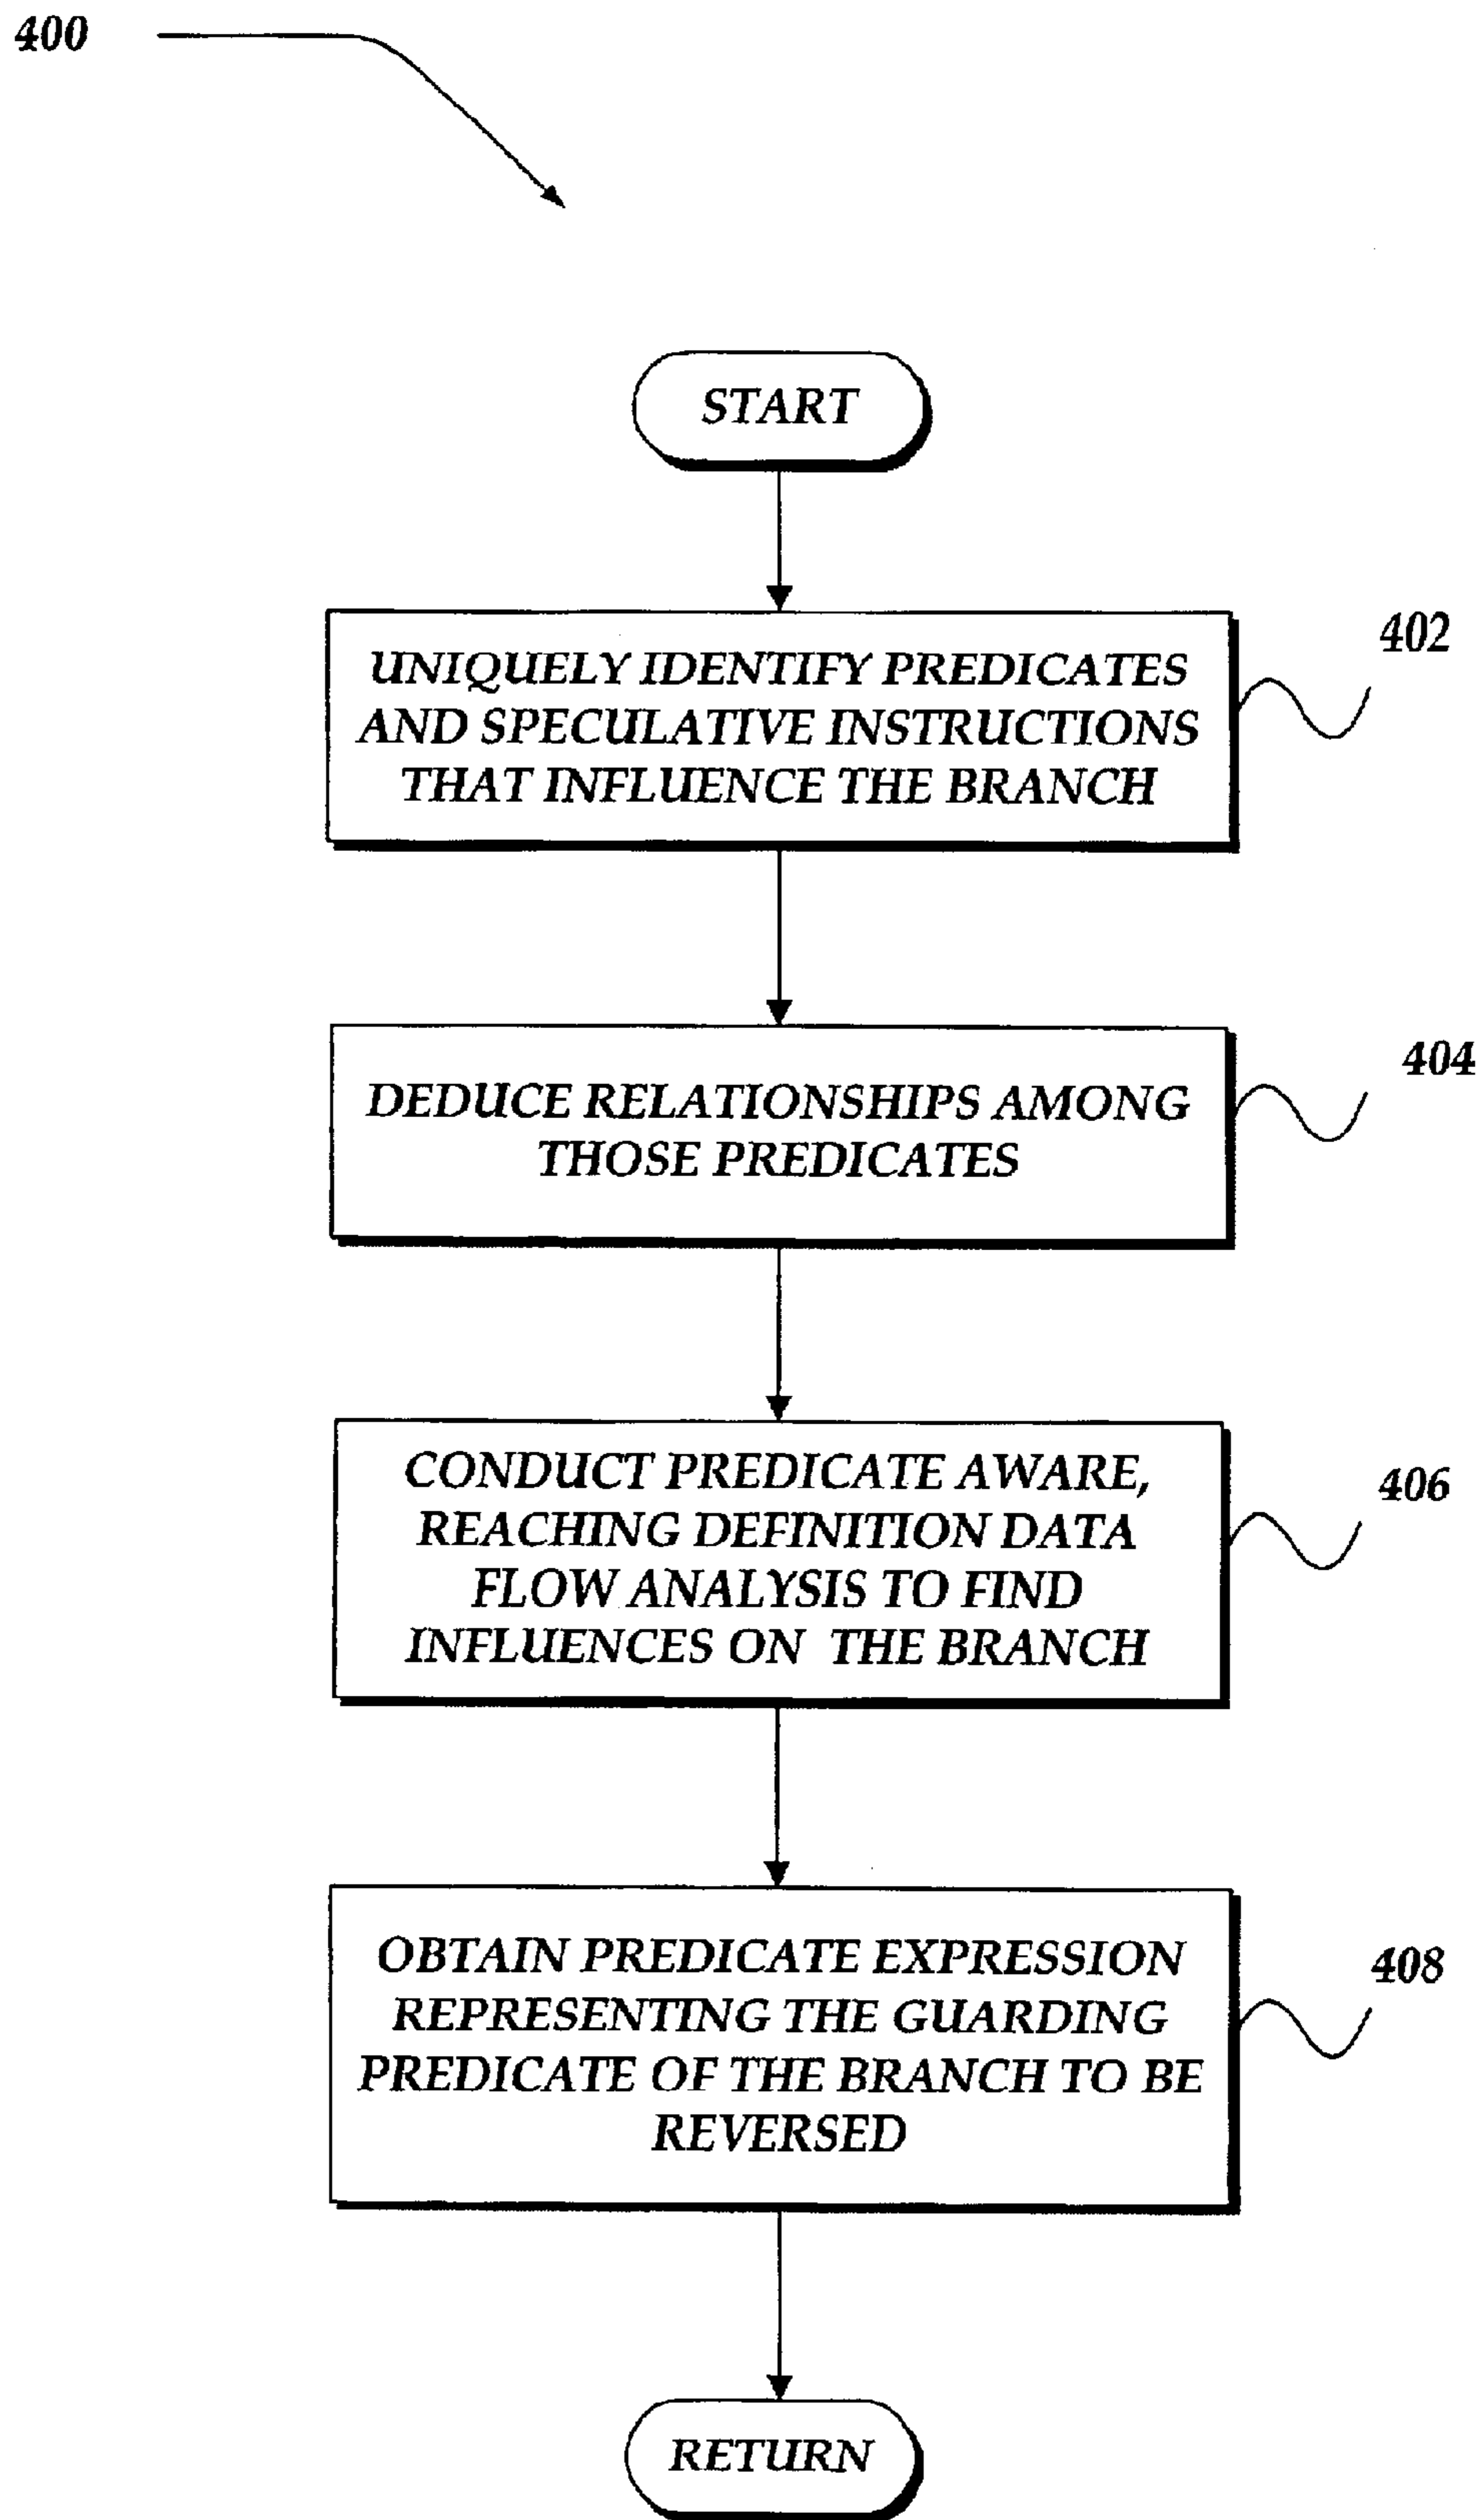 400
START
402
UNIQUELY IDENTIFY PREDICATES
AND SPECULATIVE INSTRUCTIONS
THAT INFLUENCE THE BRANCH
404
DEDUCE RELATIONSHIPS AMONG
THOSE PREDICATES
406
CONDUCT PREDICATE AWARE,
REACHING DEFINITION DATA
FLOW ANALYSIS TO FIND
INFLUENCES ON THE BRANCH
408
OBTAIN PREDICATE EXPRESSION
REPRESENTING THE GUARDING
PREDICATE OF THE BRANCH TO BE
REVERSED
RETURN